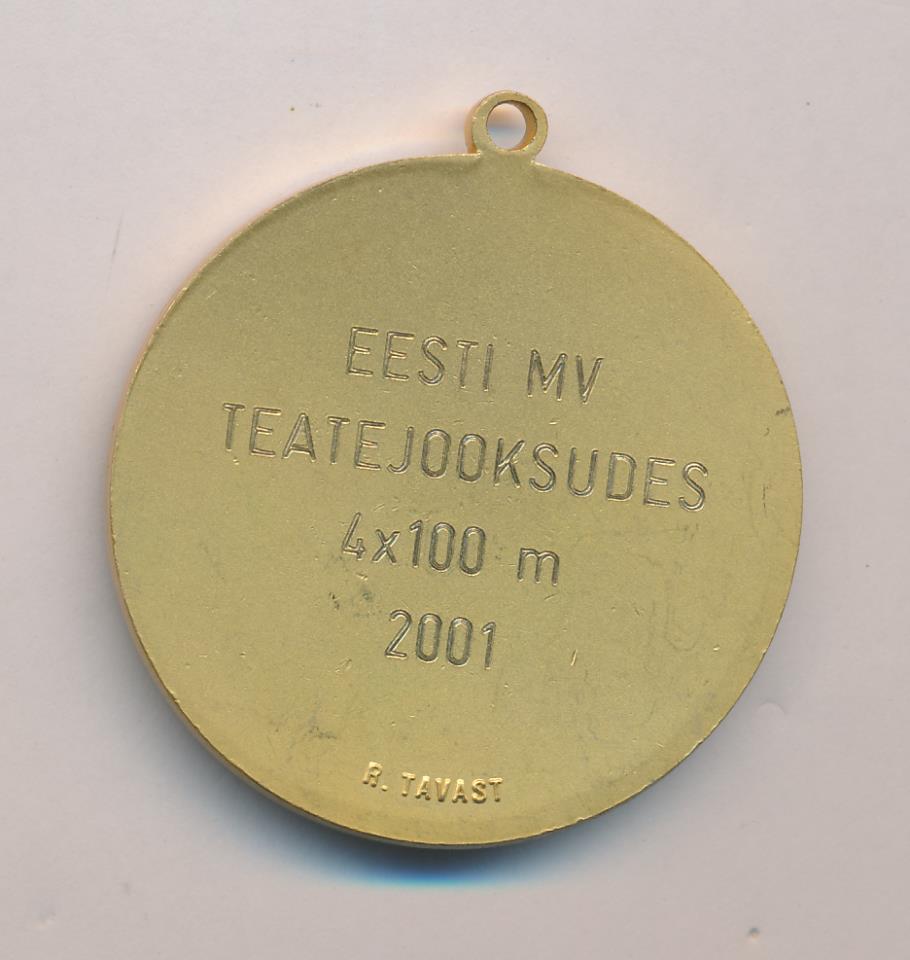 EESTI MV
TEATEJOOKSUDES
4x100 m
2001
R. TAVAST